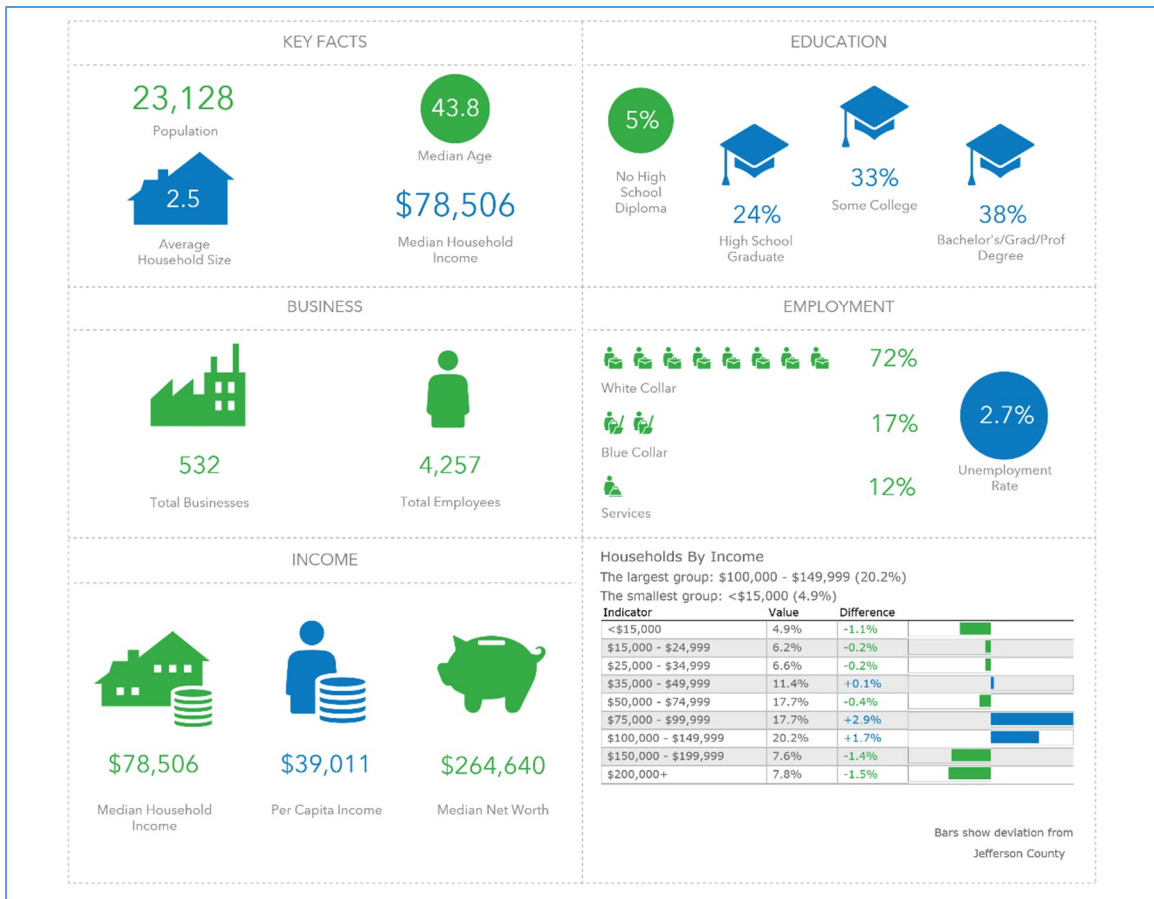 KEY FACTS
23,128
Population
43.8
Median Age
2.5
Average
Household Size
$78,506
Median Household
Income
EDUCATION
5%
No High
School
Diploma
24%
High School
Graduate
33%
Some College
38%
Bachelor's/Grad/Prof
Degree
BUSINESS
532
Total Businesses
4,257
Total Employees
EMPLOYMENT
72%
White Collar
17%
Blue Collar
12%
Services
2.7%
Unemployment
Rate
INCOME
$78,506
Median Household
Income
$39,011
Per Capita Income
$264,640
Median Net Worth
Households By Income
The largest group: $100,000 - $149,999 (20.2%)
The smallest group: <$15,000 (4.9%)
Indicator Value Difference
<$15,000 4.9% -1.1%
$15,000 - $24,999 6.2% -0.2%
$25,000 - $34,999 6.6% -0.2%
$35,000 - $49,999 11.4% +0.1%
$50,000 - $74,999 17.7% -0.4%
$75,000 - $99,999 17.7% +2.9%
$100,000 - $149,999 20.2% +1.7%
$150,000 - $199,999 7.6% -1.4%
$200,000+ 7.8% -1.5%
Bars show deviation from
Jefferson County